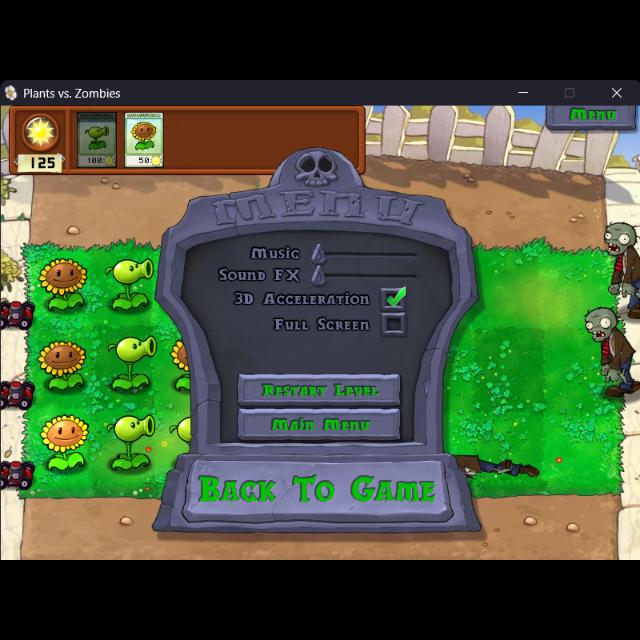 Plants vs. Zombies
Menu
125
100
50
MENU
Music
Sound FX
3D Acceleration
Full Screen
Restart Level
Main Menu
Back To Game